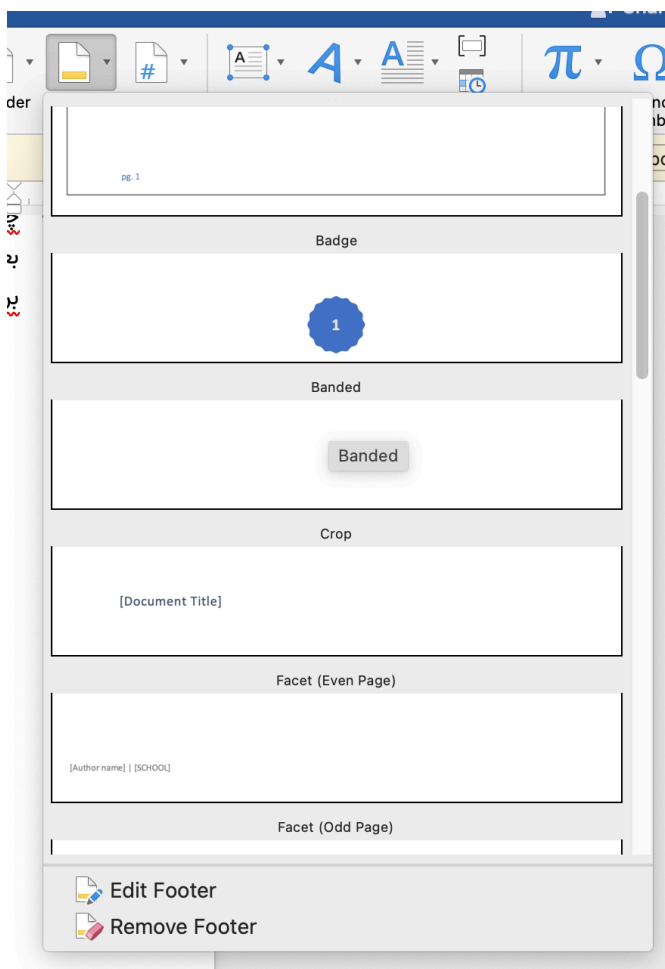 A
A
#
A
π
Ω
der
pg. 1
Badge
1
Banded
Banded
Crop
[Document Title]
Facet (Even Page)
[Author name] | [SCHOOL]
Facet (Odd Page)
Edit Footer
Remove Footer